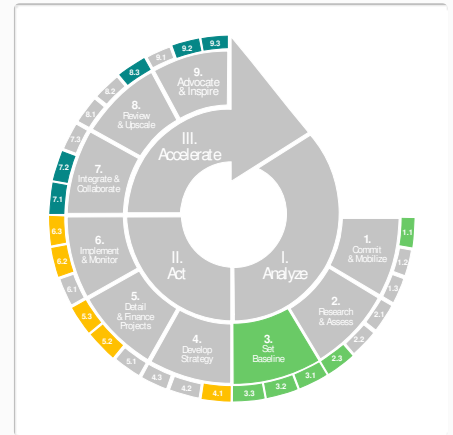 I.
Analyze
II.
Act
III.
Accelerate
1.
Commit
& Mobilize
2.
Research
& Assess
3.
Set
Baseline
4.
Develop
Strategy
5.
Detail
& Finance
Projects
6.
Implement
& Monitor
7.
Integrate &
Collaborate
8.
Review
& Upscale
9.
Advocate
& Inspire
1.1
1.2
1.3
2.1
2.2
2.3
3.1
3.2
3.3
4.1
4.2
4.3
5.1
5.2
5.3
6.1
6.2
6.3
7.1
7.2
7.3
8.1
8.2
8.3
9.1
9.2
9.3